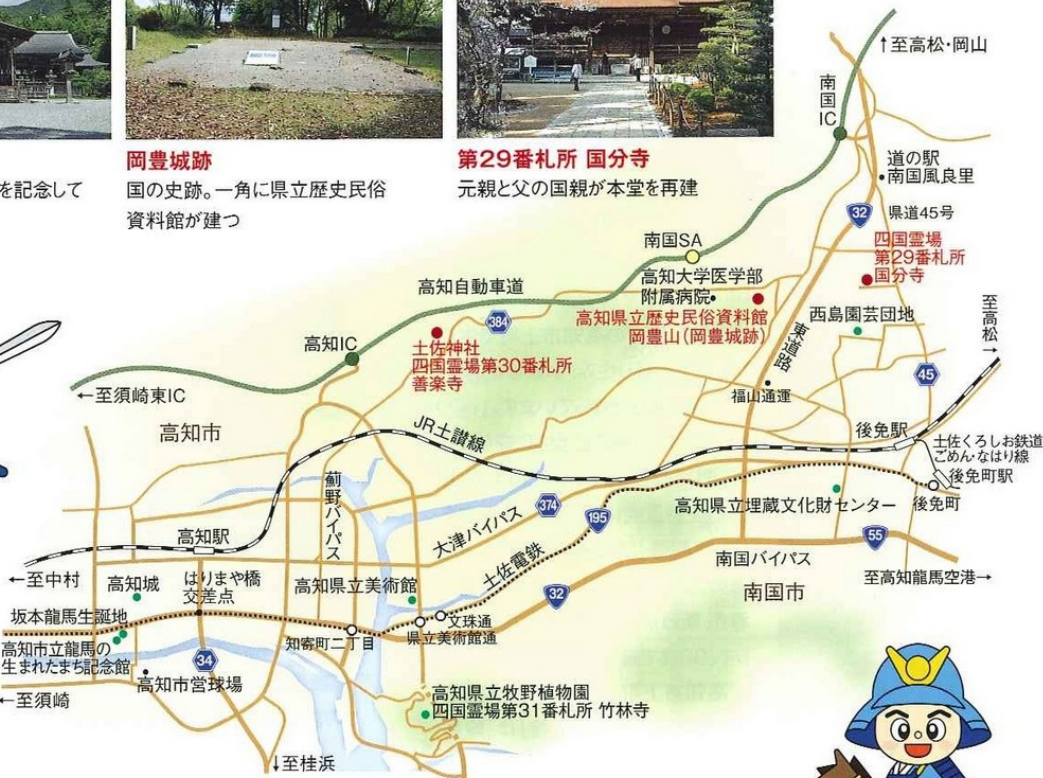 を記念して
岡豊城跡
国の史跡。一角に県立歴史民俗
資料館が建つ
第29番札所 国分寺
元親と父の国親が本堂を再建
↑至高松・岡山
南国IC
道の駅
南国風良里
32
県道45号
四国霊場
第29番札所
国分寺
南国SA
高知大学医学部
附属病院
高知自動車道
384
高知県立歴史民俗資料館
岡豊山(岡豊城跡)
東道路
西島園芸団地
至高松→
高知IC
土佐神社
四国霊場第30番札所
善楽寺
45
←至須崎東IC
福山通運
高知市
JR土讃線
後免駅
土佐くろしお鉄道
ごめん・なはり線
後免町駅
後免町
薊野バイパス
374
195
高知県立埋蔵文化財センター
大津バイパス
高知駅
55
土佐電鉄
南国バイパス
←至中村
高知城
はりまや橋
交差点
高知県立美術館
32
至高知龍馬空港→
南国市
坂本龍馬生誕地
文珠通
県立美術館通
知寄町二丁目
高知市立龍馬の
生まれたまち記念館
34
高知市営球場
←至須崎
高知県立牧野植物園
四国霊場第31番札所 竹林寺
↓至桂浜